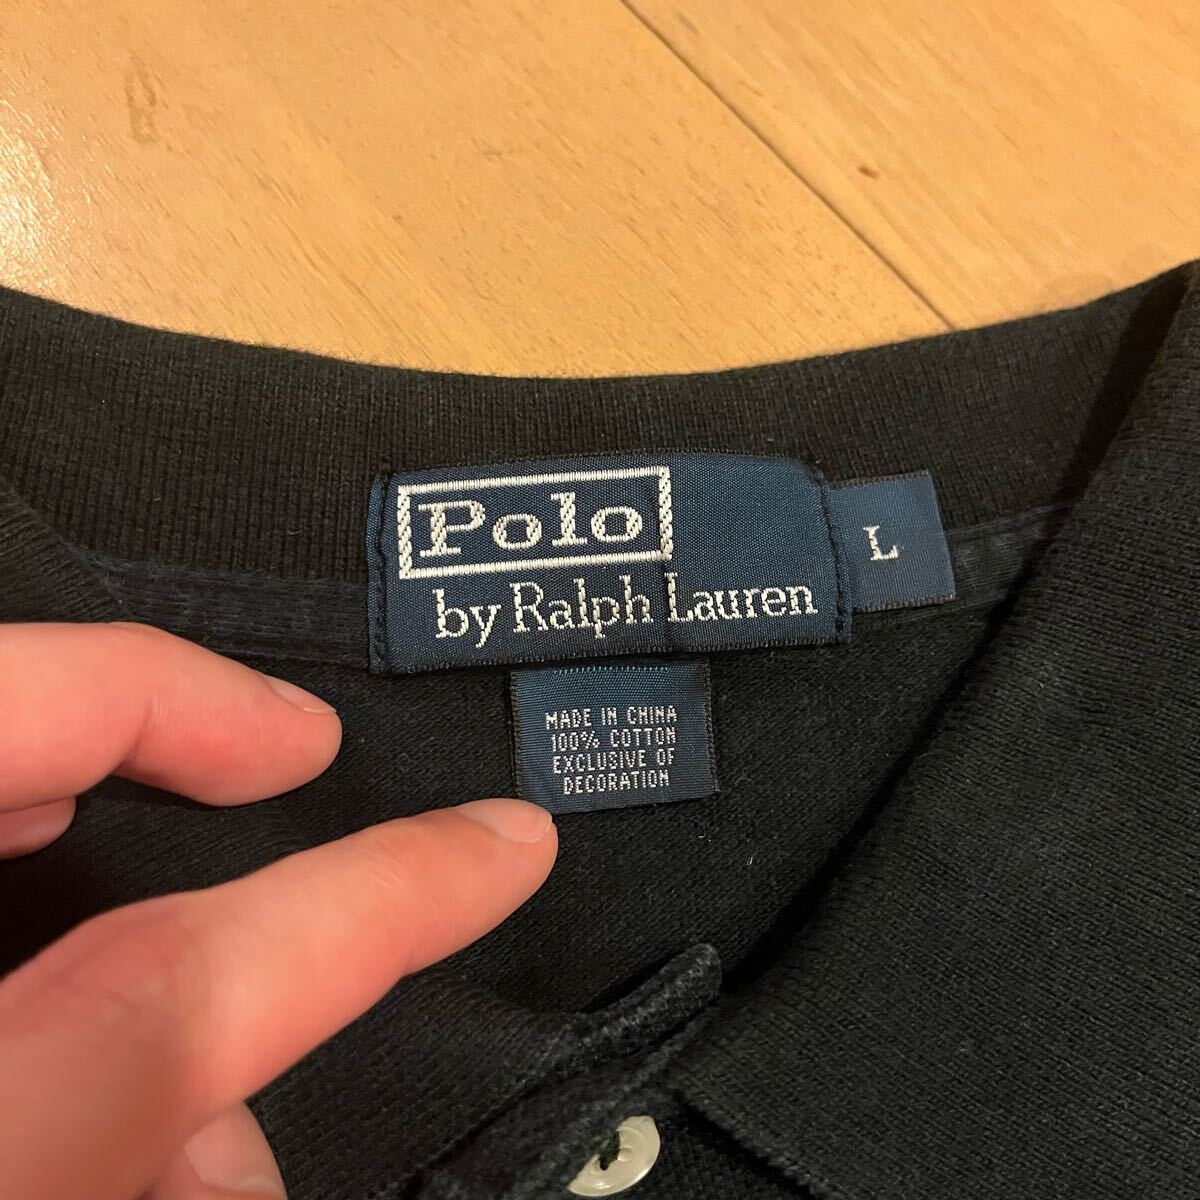 Polo
by Ralph Lauren
L
MADE IN CHINA
100% COTTON
EXCLUSIVE OF
DECORATION